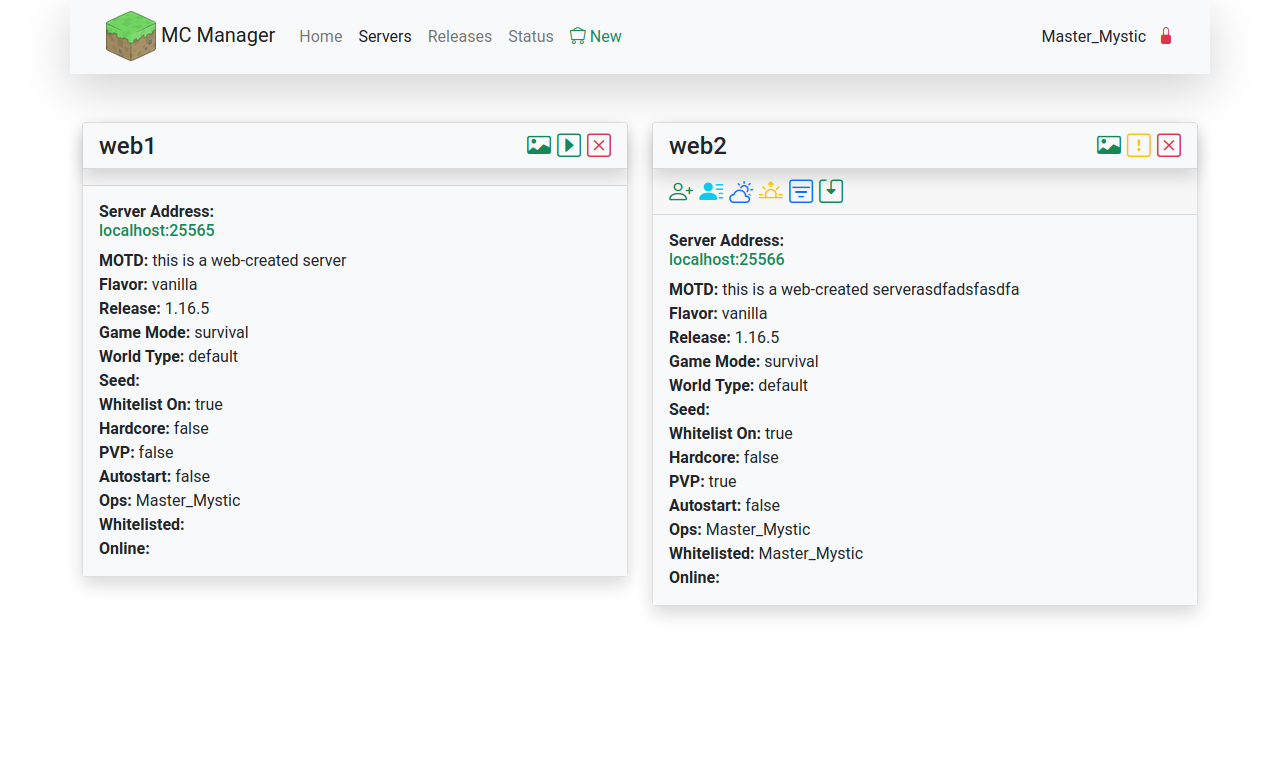 MC Manager Home Servers Releases Status New Master_Mystic
web1
Server Address:
localhost:25565
MOTD: this is a web-created server
Flavor: vanilla
Release: 1.16.5
Game Mode: survival
World Type: default
Seed:
Whitelist On: true
Hardcore: false
PVP: false
Autostart: false
Ops: Master_Mystic
Whitelisted:
Online:
web2
Server Address:
localhost:25566
MOTD: this is a web-created serverasdfadsfasdfa
Flavor: vanilla
Release: 1.16.5
Game Mode: survival
World Type: default
Seed:
Whitelist On: true
Hardcore: false
PVP: true
Autostart: false
Ops: Master_Mystic
Whitelisted: Master_Mystic
Online: